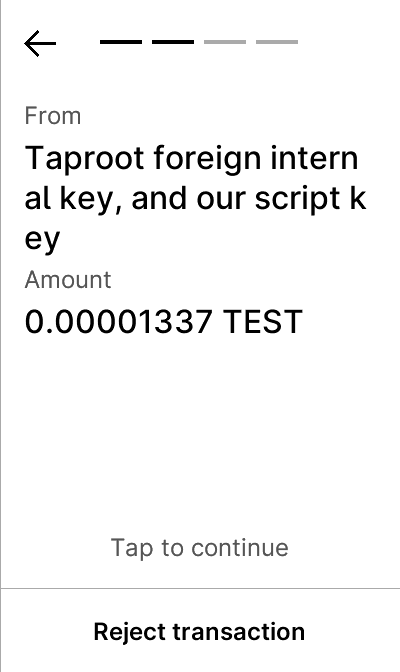 From
Taproot foreign intern
al key, and our script k
ey
Amount
0.00001337 TEST
Tap to continue
Reject transaction